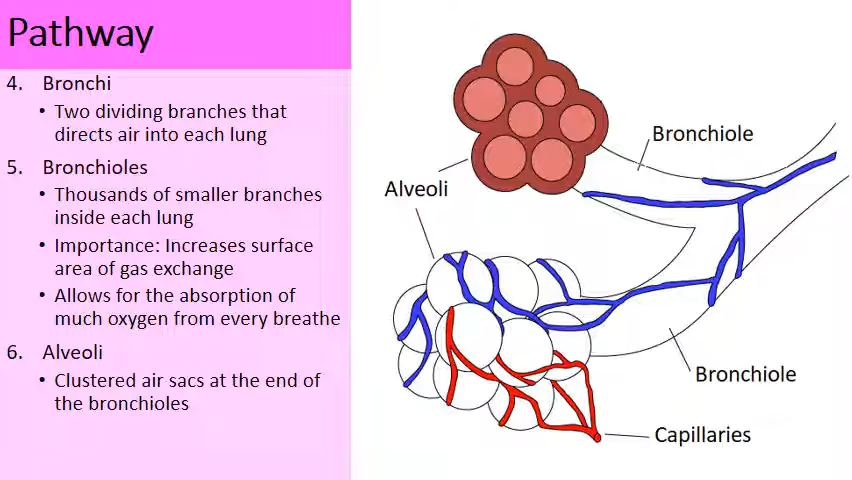 Pathway
4. Bronchi
• Two dividing branches that
directs air into each lung
5. Bronchioles
• Thousands of smaller branches
inside each lung
• Importance: Increases surface
area of gas exchange
• Allows for the absorption of
much oxygen from every breathe
6. Alveoli
• Clustered air sacs at the end of
the bronchioles
Bronchiole
Alveoli
Bronchiole
Capillaries